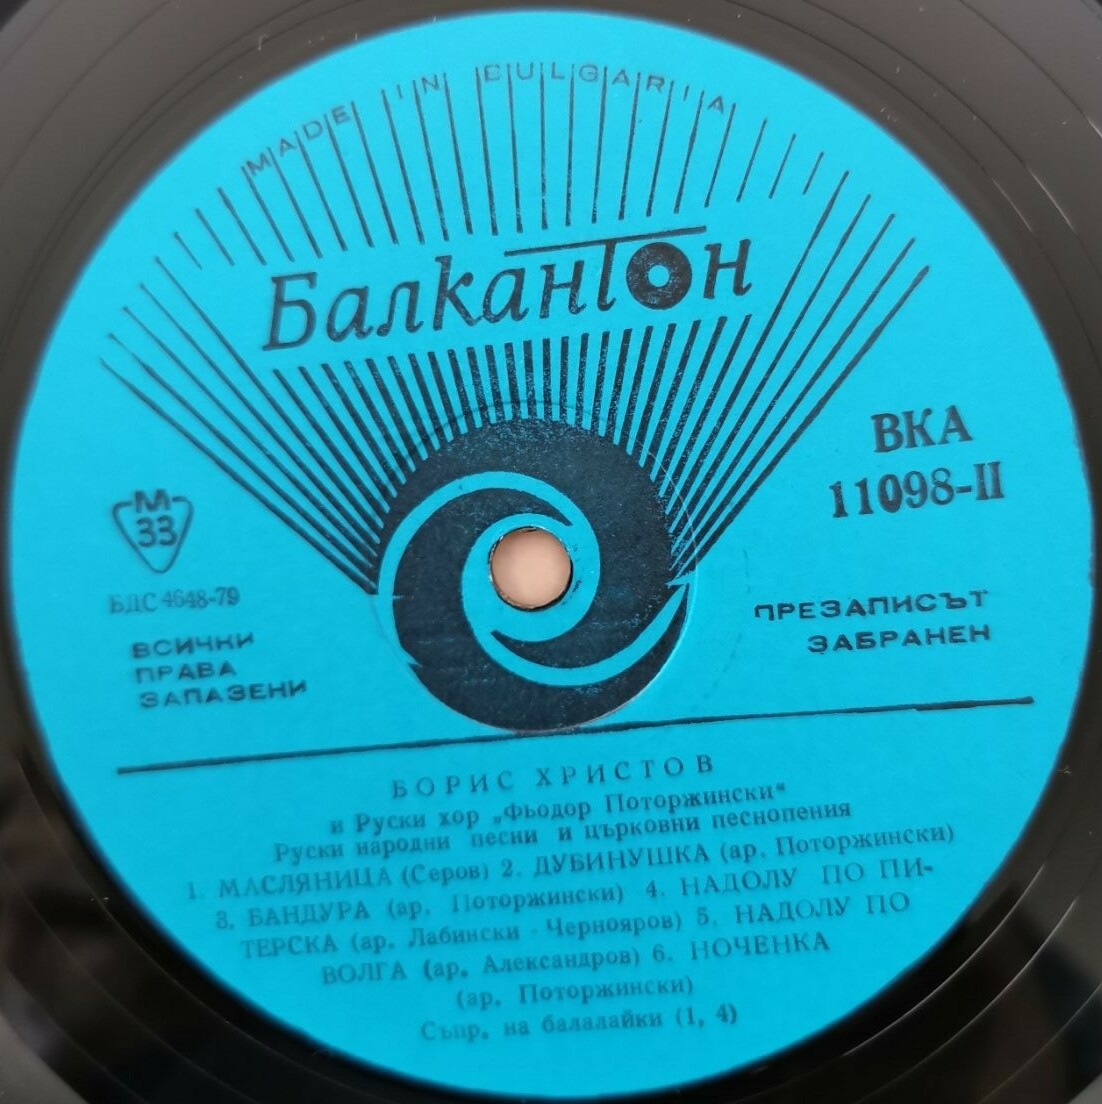 MADE IN BULGARIA
Балкантон
ВКА
11098-II
М
33
БДС 4648-79
ВСИЧКИ
ПРАВА
ЗАПАЗЕНИ
ПРЕЗАПИСЪТ
ЗАБРАНЕН
БОРИС ХРИСТОВ
и Руски хор „Фьодор Поторжински“
Руски народни песни и църковни песнопения
1. МАСЛЯНИЦА (Серов) 2. ДУБИНУШКА (ар. Поторжински)
3. БАНДУРА (ар. Поторжински) 4. НАДОЛУ ПО ПИ-
ТЕРСКА (ар. Лабински - Чернояров) 5. НАДОЛУ ПО
ВОЛГА (ар. Александров) 6. НОЧЕНКА
(ар. Поторжински)
Съпр. на балалайки (1, 4)